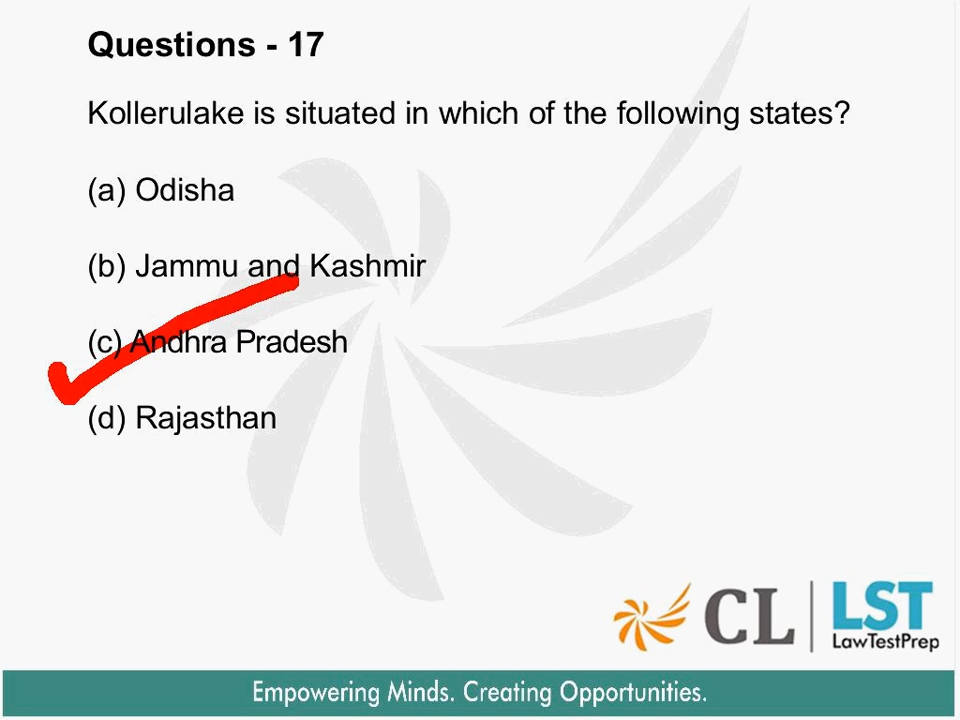 Questions - 17
Kollerulake is situated in which of the following states?
(a) Odisha
(b) Jammu and Kashmir
(c) Andhra Pradesh
(d) Rajasthan
CL LST
LawTestPrep
Empowering Minds. Creating Opportunities.